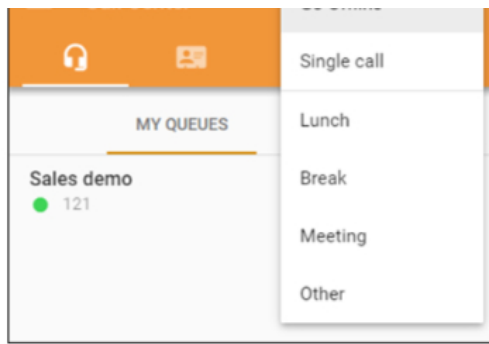 Single call
MY QUEUES
Lunch
Sales demo
121
Break
Meeting
Other